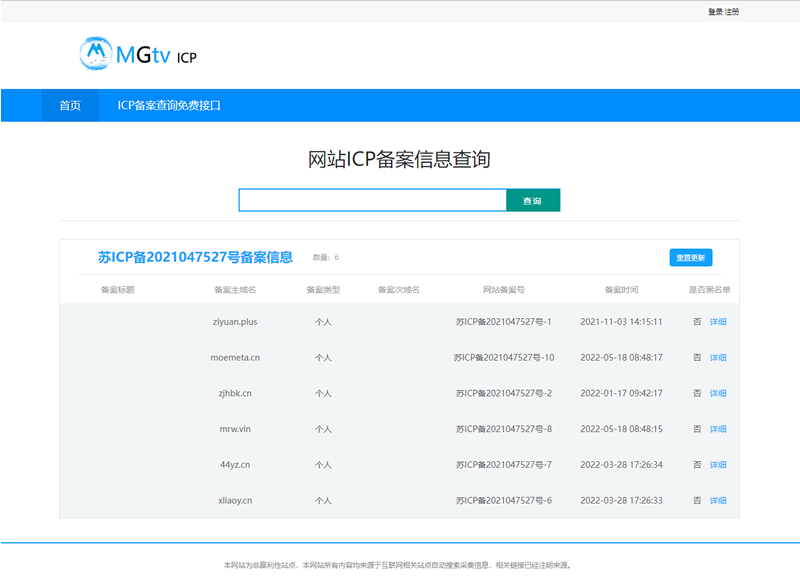 登录 注册
MGtv ICP
首页 ICP备案查询免费接口
网站ICP备案信息查询
查 询
苏ICP备2021047527号备案信息 数量：6 重置更新
备案标题 备案主域名 备案类型 备案次域名 网站备案号 备案时间 是否黑名单
ziyuan.plus 个人 苏ICP备2021047527号-1 2021-11-03 14:15:11 否 详细
moemeta.cn 个人 苏ICP备2021047527号-10 2022-05-18 08:48:17 否 详细
zjhbk.cn 个人 苏ICP备2021047527号-2 2022-01-17 09:42:17 否 详细
mrw.vin 个人 苏ICP备2021047527号-8 2022-05-18 08:48:15 否 详细
44yz.cn 个人 苏ICP备2021047527号-7 2022-03-28 17:26:34 否 详细
xliaoy.cn 个人 苏ICP备2021047527号-6 2022-03-28 17:26:33 否 详细
本网站为非赢利性站点，本网站所有内容均来源于互联网相关站点自动搜索采集信息，相关链接已经注明来源。